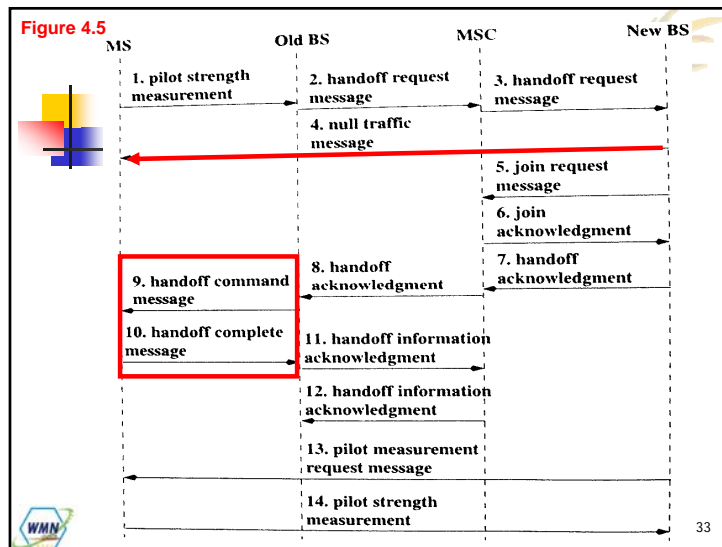 Figure 4.5
MS
Old BS
MSC
New BS
1. pilot strength
measurement
2. handoff request
message
3. handoff request
message
4. null traffic
message
5. join request
message
6. join
acknowledgment
7. handoff
acknowledgment
8. handoff
acknowledgment
9. handoff command
message
10. handoff complete
message
11. handoff information
acknowledgment
12. handoff information
acknowledgment
13. pilot measurement
request message
14. pilot strength
measurement
WMN
33